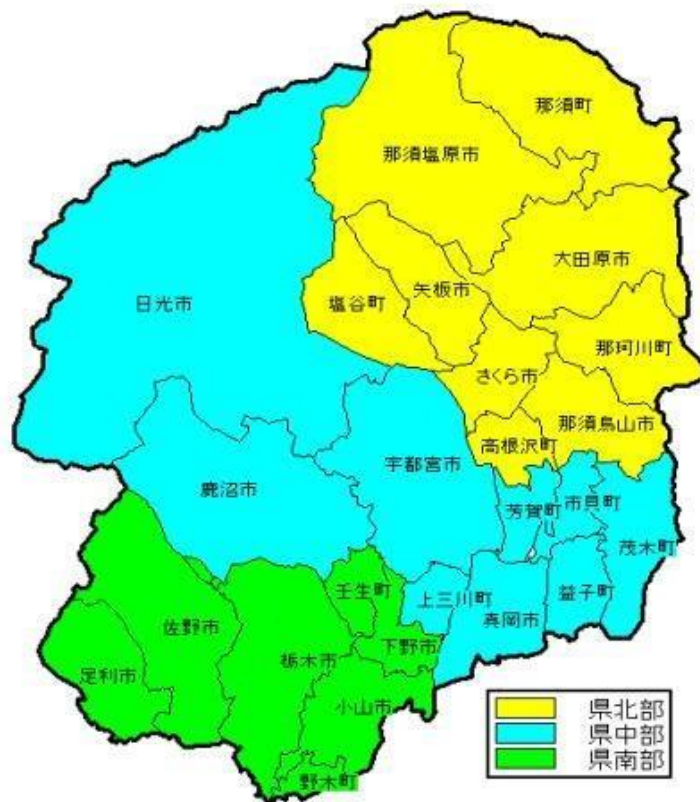 那須町
那須塩原市
大田原市
日光市
塩谷町
矢板市
那珂川町
さくら市
那須烏山市
高根沢町
宇都宮市
鹿沼市
芳賀町
市貝町
茂木町
壬生町
上三川町
益子町
真岡市
佐野市
下野市
栃木市
足利市
小山市
野木町
県北部
県中部
県南部